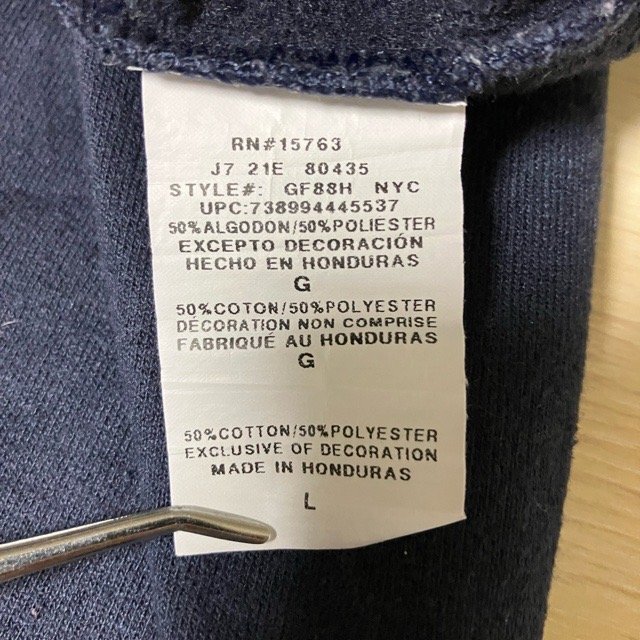 RN#15763
J7 21E 80435
STYLE#: GF88H NYC
UPC:738994445537
50%ALGODON/50%POLIESTER
EXCEPTO DECORACIÓN
HECHO EN HONDURAS
G
50%COTON/50%POLYESTER
DÉCORATION NON COMPRISE
FABRIQUÉ AU HONDURAS
G
50%COTTON/50%POLYESTER
EXCLUSIVE OF DECORATION
MADE IN HONDURAS
L